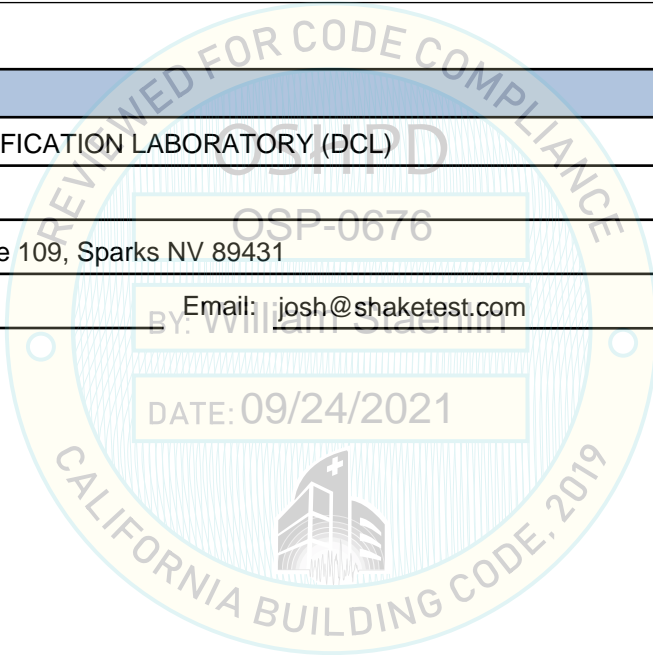 REVIEWED FOR CODE COMPLIANCE
FICATION LABORATORY (DCL)
OSHPD
OSP-0676
e 109, Sparks NV 89431
Email: josh@shaketest.com
BY: William Staehlin
DATE: 09/24/2021
CALIFORNIA BUILDING CODE, 2019